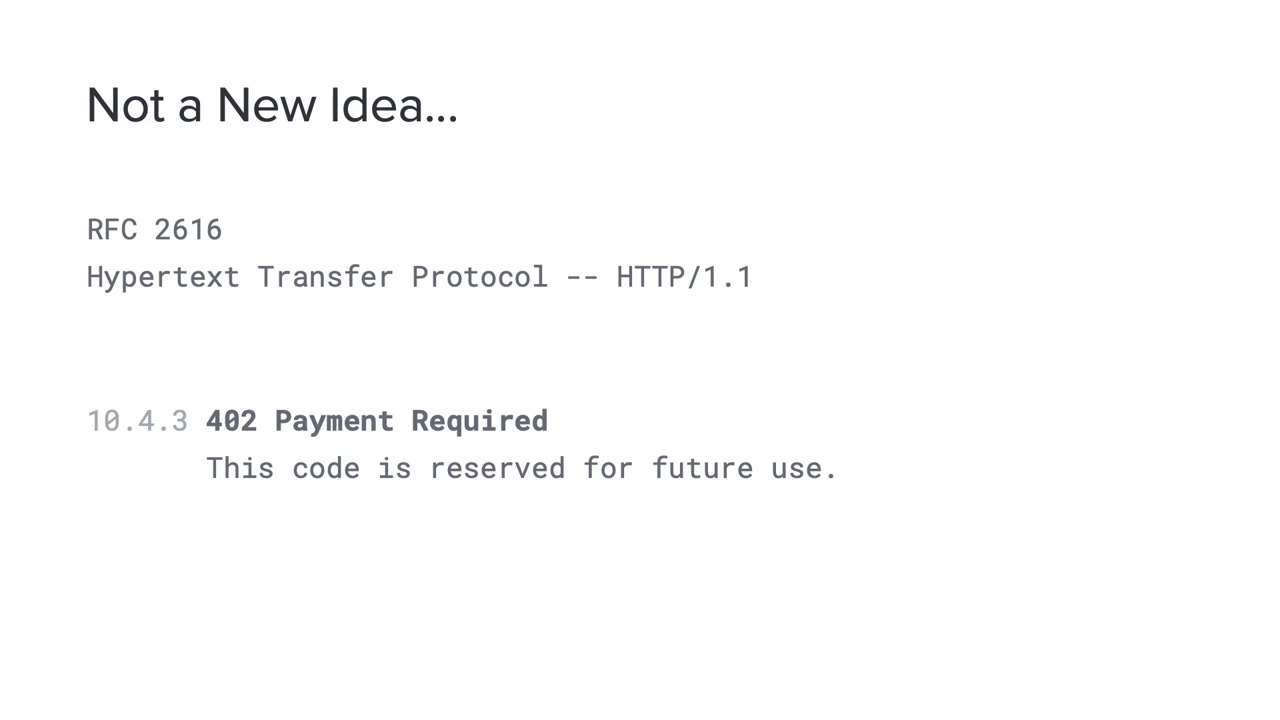 Not a New Idea...
RFC 2616
Hypertext Transfer Protocol -- HTTP/1.1
10.4.3 402 Payment Required
This code is reserved for future use.